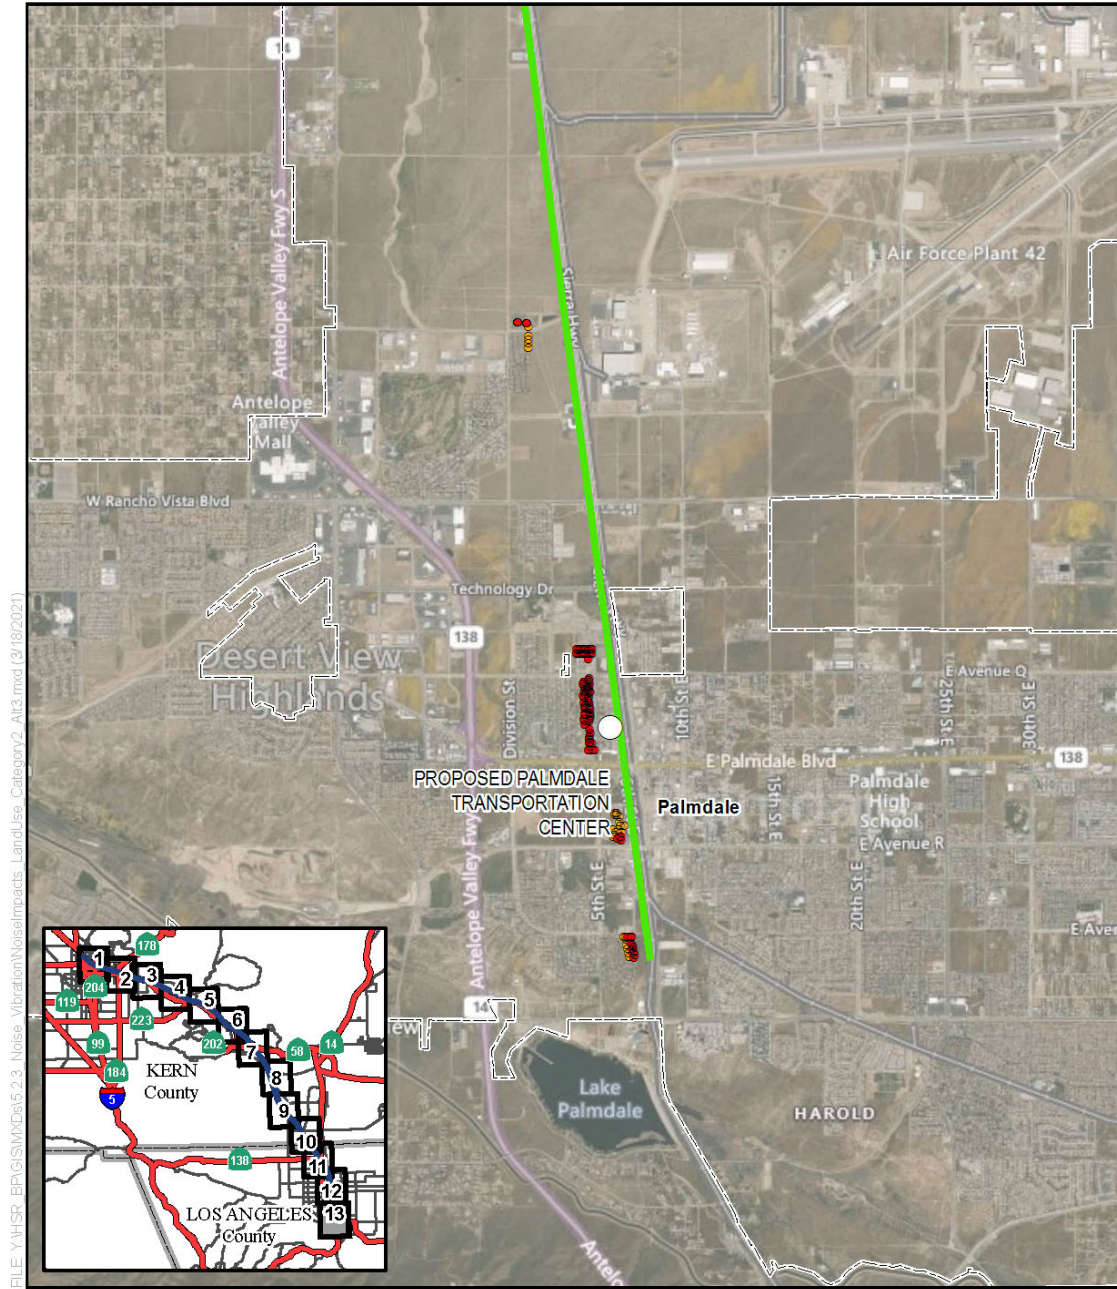 14
Antelope Valley Fwy S
Sierra Hwy
Air Force Plant 42
Antelope
Valley
Mall
W Rancho Vista Blvd
Technology Dr
138
Desert View
Highlands
Division St
10th St E
E Avenue Q
25th St E
30th St E
E Palmdale Blvd
138
PROPOSED PALMDALE
TRANSPORTATION
CENTER
Palmdale
15th St E
Palmdale
High
School
E Avenue R
20th St E
5th St E
Antelope Valley Fwy
E Aven
14
iew
Lake
Palmdale
HAROLD
Antelo
178
1
2
3
4
5
6
7
8
9
10
11
12
13
204
119
223
99
202
58
14
184
KERN
County
5
138
LOS ANGELES
County
FILE: Y:\HSR_BP\GIS\MXDs\5.2.3_Noise_Vibration\NoiseImpacts_LandUse_Category2_Alt3.mxd (3/18/2021)